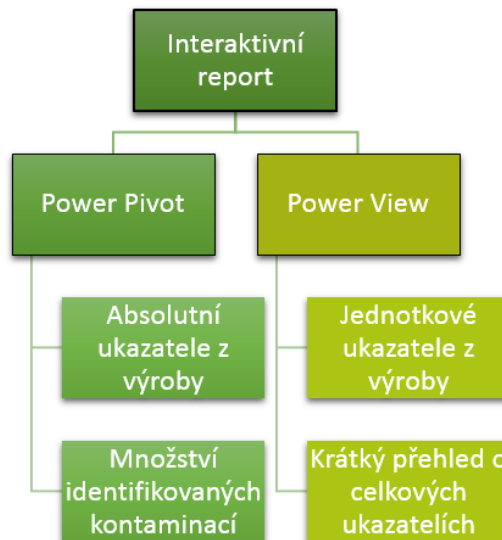 Interaktivní
report
Power Pivot
Power View
Absolutní
ukazatele z
výroby
Jednotkové
ukazatele z
výroby
Množství
identifikovaných
kontaminací
Krátký přehled o
celkových
ukazatelích